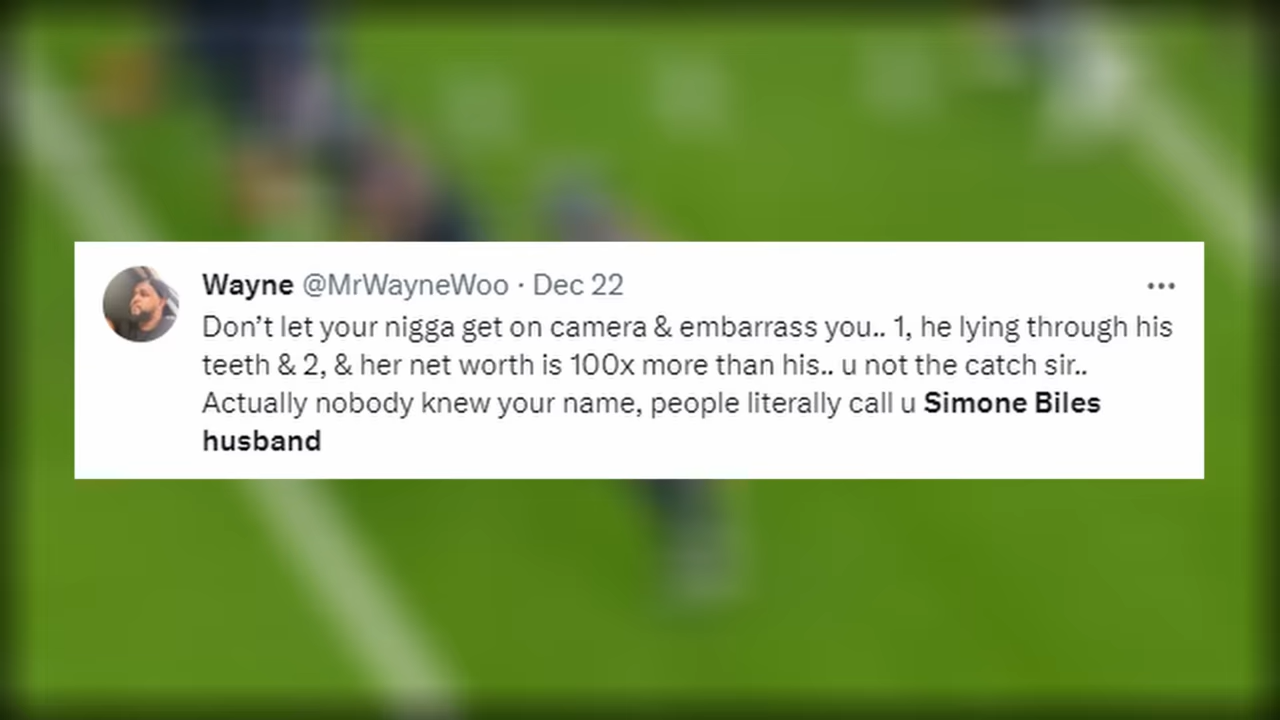 Wayne @MrWayneWoo · Dec 22
Don’t let your nigga get on camera & embarrass you.. 1, he lying through his
teeth & 2, & her net worth is 100x more than his.. u not the catch sir..
Actually nobody knew your name, people literally call u Simone Biles
husband